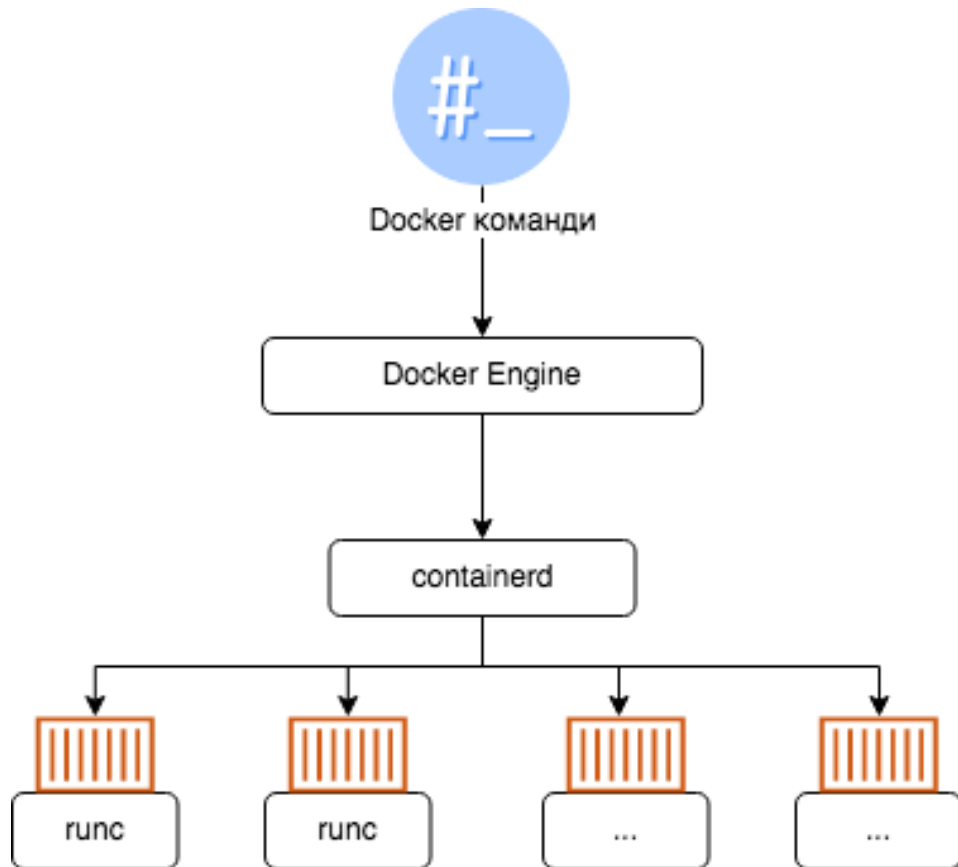 #_
Docker команди
Docker Engine
containerd
runc
runc
...
...